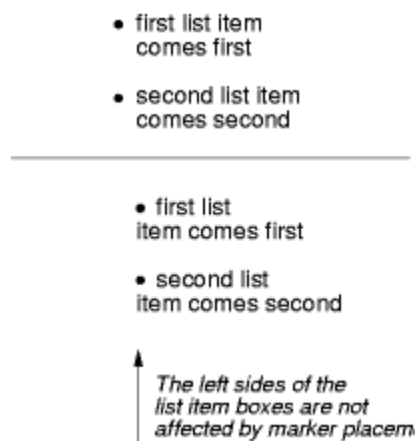 • first list item
comes first
• second list item
comes second
• first list
item comes first
• second list
item comes second
The left sides of the
list item boxes are not
affected by marker placem